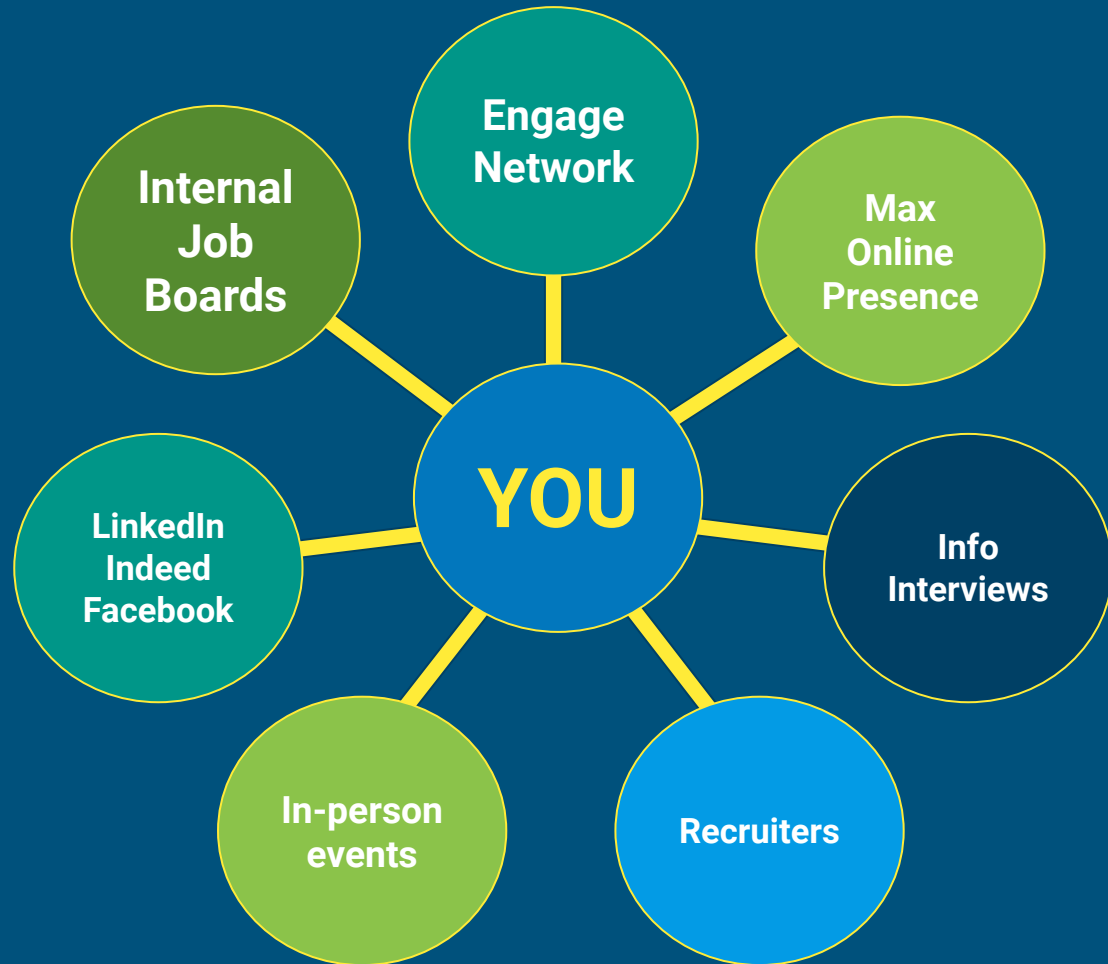 Engage
Network
Internal
Job
Boards
Max
Online
Presence
YOU
LinkedIn
Indeed
Facebook
Info
Interviews
In-person
events
Recruiters